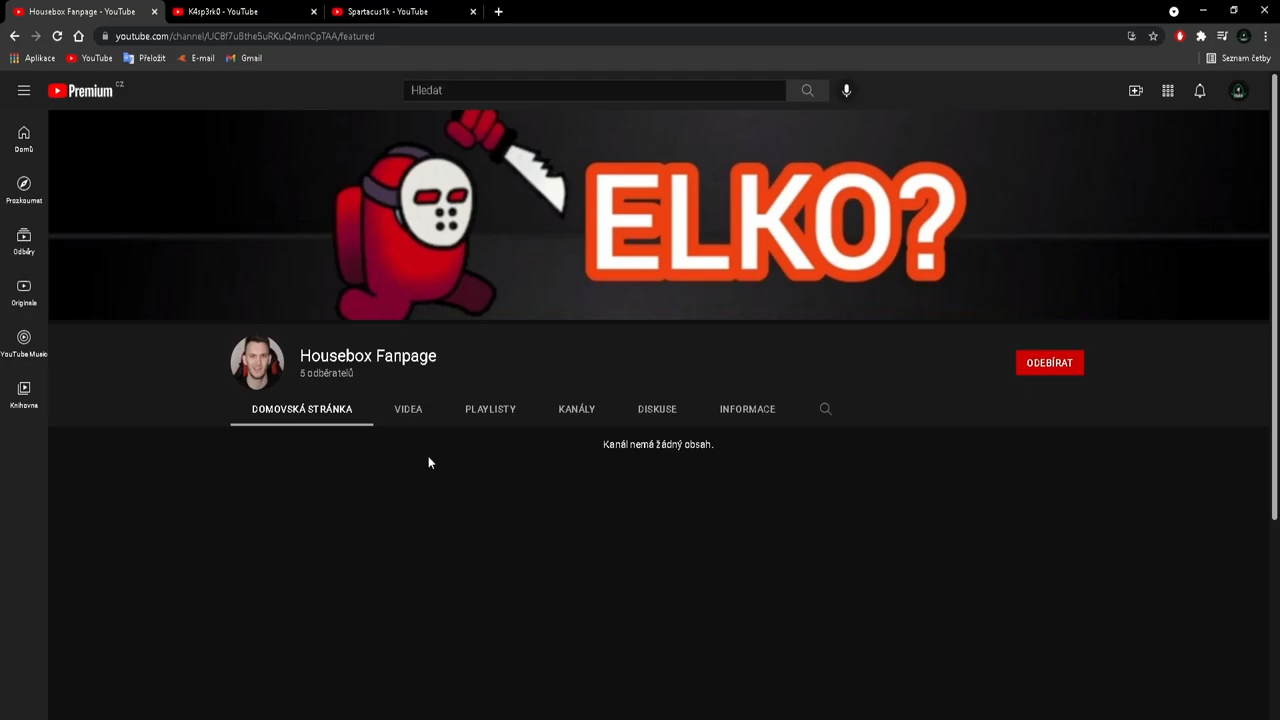 Housebox Fanpage - YouTube
K4sp3rk0 - YouTube
Spartacus1k - YouTube
youtube.com/channel/UC8f7uBthe5uRKuQ4mnCpTAA/featured
Aplikace
YouTube
Přeložit
E-mail
Gmail
Seznam četby
Premium CZ
Hledat
Domů
Prozkoumat
Odběry
Originals
YouTube Music
Knihovna
ELKO?
Housebox Fanpage
5 odběratelů
ODEBÍRAT
DOMOVSKÁ STRÁNKA
VIDEA
PLAYLISTY
KANÁLY
DISKUSE
INFORMACE
Kanál nemá žádný obsah.